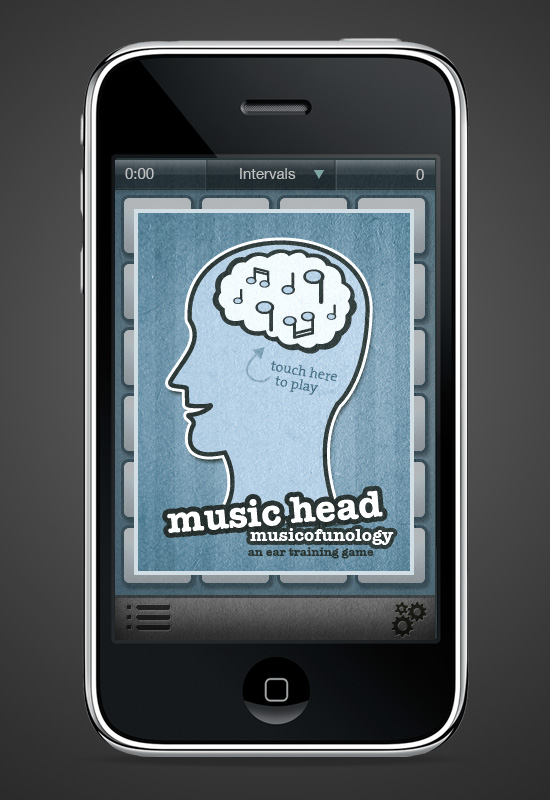 0:00 Intervals 0
touch here
to play
music head
musicofunology
an ear training game